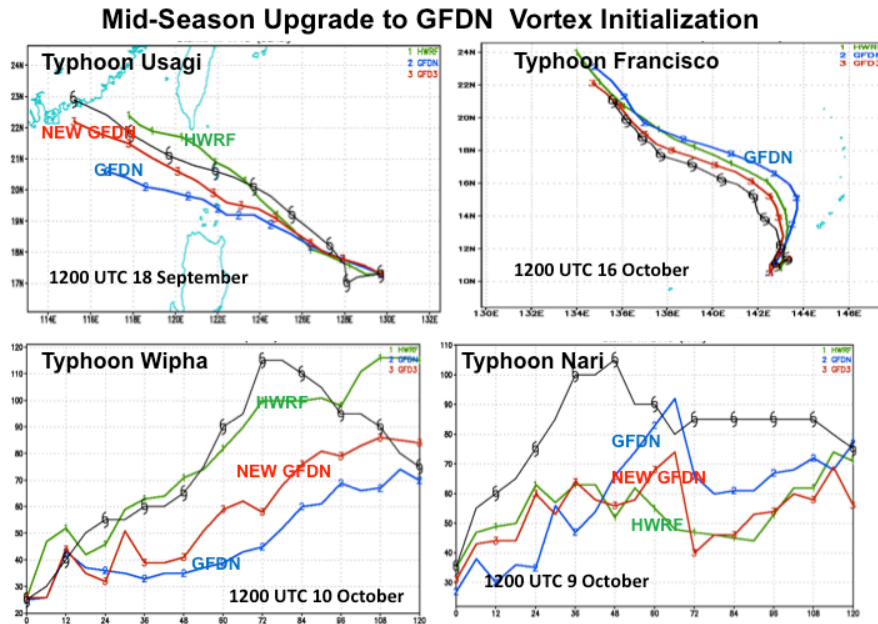 Mid-Season Upgrade to GFDN Vortex Initialization
Typhoon Usagi
1 HWRF
2 GFDN
3 GFD3
24N
23N
22N
21N
20N
19N
18N
17N
NEW GFDN
HWRF
GFDN
1200 UTC 18 September
114E 116E 118E 120E 122E 124E 126E 128E 130E 132E
Typhoon Francisco
1 HWRF
2 GFDN
3 GFD3
24N
22N
20N
18N
16N
14N
12N
10N
GFDN
1200 UTC 16 October
130E 132E 134E 136E 138E 140E 142E 144E 146E
Typhoon Wipha
1 HWRF
2 GFDN
3 GFD3
120
110
100
90
80
70
60
50
40
30
20
HWRF
NEW GFDN
GFDN
1200 UTC 10 October
0 12 24 36 48 60 72 84 96 108 120
Typhoon Nari
1 HWRF
2 GFDN
3 GFD3
110
100
90
80
70
60
50
40
30
GFDN
NEW GFDN
HWRF
1200 UTC 9 October
0 12 24 36 48 60 72 84 96 108 120